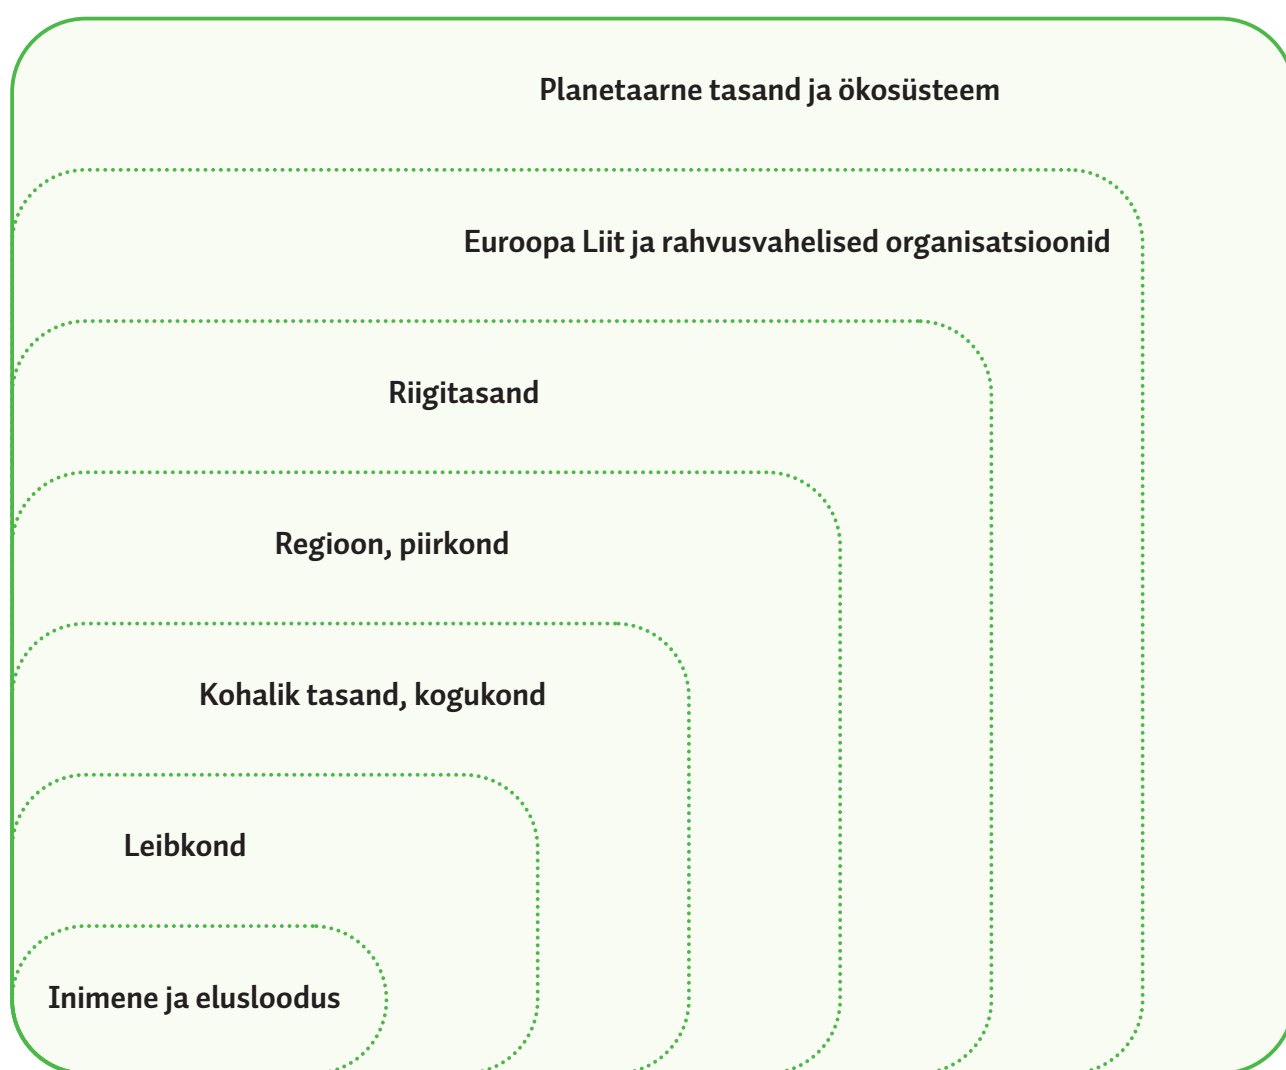 Planetaarne tasand ja ökosüsteem
Euroopa Liit ja rahvusvahelised organisatsioonid
Riigitasand
Regioon, piirkond
Kohalik tasand, kogukond
Leibkond
Inimene ja elusloodus